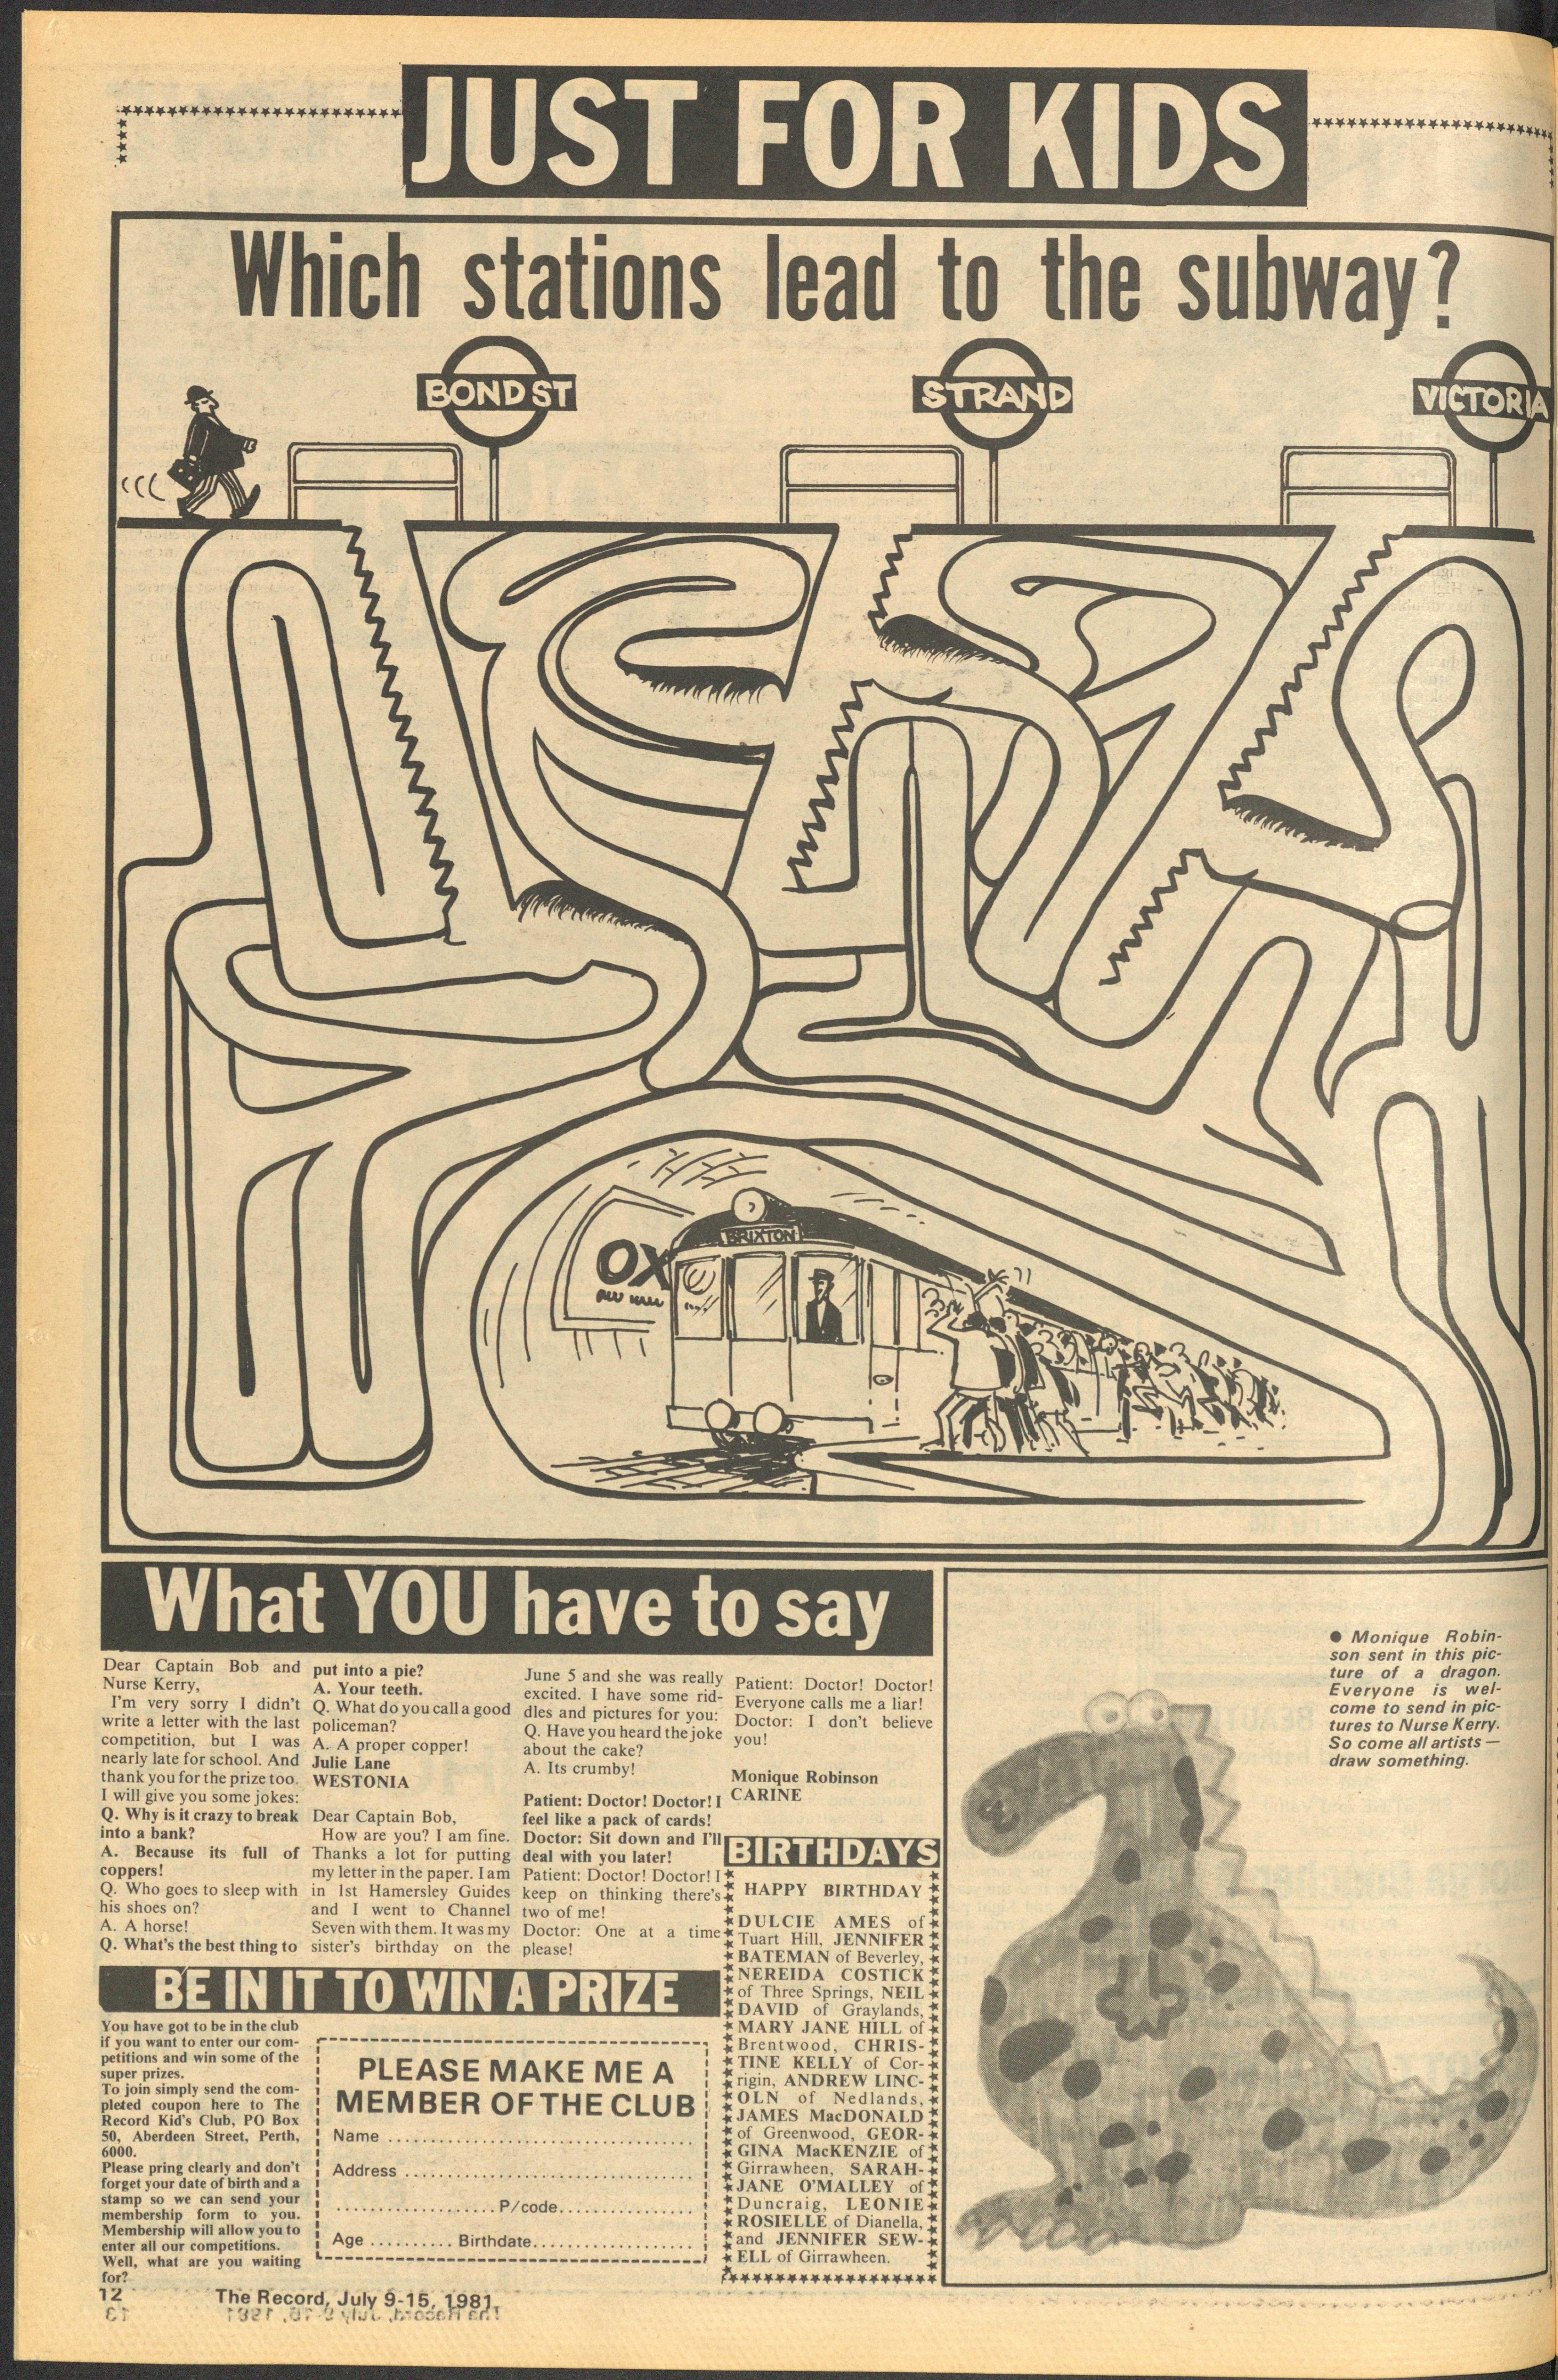 JUST FOR KIDS
Which stations lead to the subway?
BOND ST
STRAND
VICTORIA
BRIXTON
OX
What YOU have to say
Dear Captain Bob and
Nurse Kerry,
I'm very sorry I didn't
write a letter with the last
competition, but I was
nearly late for school. And
thank you for the prize too.
I will give you some jokes:
Q. Why is it crazy to break
into a bank?
A. Because its full of
coppers!
Q. Who goes to sleep with
his shoes on?
A. A horse!
Q. What's the best thing to
put into a pie?
A. Your teeth.
Q. What do you call a good
policeman?
A. A proper copper!
Julie Lane
WESTONIA
Dear Captain Bob,
How are you? I am fine.
Thanks a lot for putting
my letter in the paper. I am
in 1st Hamersley Guides
and I went to Channel
Seven with them. It was my
sister's birthday on the
June 5 and she was really
excited. I have some rid-
dles and pictures for you:
Q. Have you heard the joke
about the cake?
A. Its crumby!
Patient: Doctor! Doctor! I
feel like a pack of cards!
Doctor: Sit down and I'll
deal with you later!
Patient: Doctor! Doctor! I
keep on thinking there's
two of me!
Doctor: One at a time
please!
Patient: Doctor! Doctor!
Everyone calls me a liar!
Doctor: I don't believe
you!
Monique Robinson
CARINE
BIRTHDAYS
HAPPY BIRTHDAY
DULCIE AMES of
Tuart Hill, JENNIFER
BATEMAN of Beverley,
NEREIDA COSTICK
of Three Springs, NEIL
DAVID of Graylands,
MARY JANE HILL of
Brentwood, CHRIS-
TINE KELLY of Cor-
rigin, ANDREW LINC-
OLN of Nedlands,
JAMES MacDONALD
of Greenwood, GEOR-
GINA MacKENZIE of
Girrawheen, SARAH-
JANE O'MALLEY of
Duncraig, LEONIE
ROSIELLE of Dianella,
and JENNIFER SEW-
ELL of Girrawheen.
● Monique Robin-
son sent in this pic-
ture of a dragon.
Everyone is wel-
come to send in pic-
tures to Nurse Kerry.
So come all artists —
draw something.
BE IN IT TO WIN A PRIZE
You have got to be in the club
if you want to enter our com-
petitions and win some of the
super prizes.
To join simply send the com-
pleted coupon here to The
Record Kid's Club, PO Box
50, Aberdeen Street, Perth,
6000.
Please pring clearly and don't
forget your date of birth and a
stamp so we can send your
membership form to you.
Membership will allow you to
enter all our competitions.
Well, what are you waiting
for?
PLEASE MAKE ME A
MEMBER OF THE CLUB
Name ....................................
Address ..................................
...................P/code................
Age .......... Birthdate...................
12 The Record, July 9-15, 1981